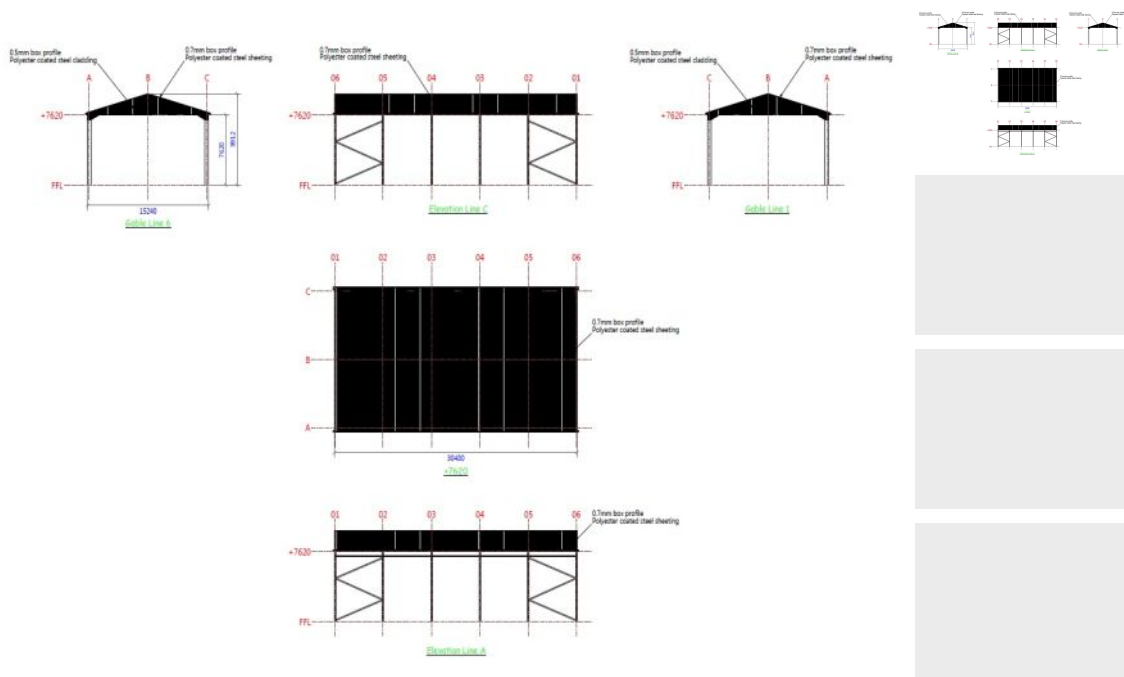 0.5mm box profile
Polyester coated steel cladding
0.7mm box profile
Polyester coated steel sheeting
A B C
+7620
FFL
7620
15240
Gable Line 6
0.7mm box profile
Polyester coated steel sheeting
06 05 04 03 02 01
+7620
FFL
Elevation Line C
0.5mm box profile
Polyester coated steel cladding
0.7mm box profile
Polyester coated steel sheeting
C B A
+7620
FFL
Gable Line 1
01 02 03 04 05 06
C
B
A
0.7mm box profile
Polyester coated steel sheeting
30480
+7620
01 02 03 04 05 06
0.7mm box profile
Polyester coated steel sheeting
+7620
FFL
Elevation Line A